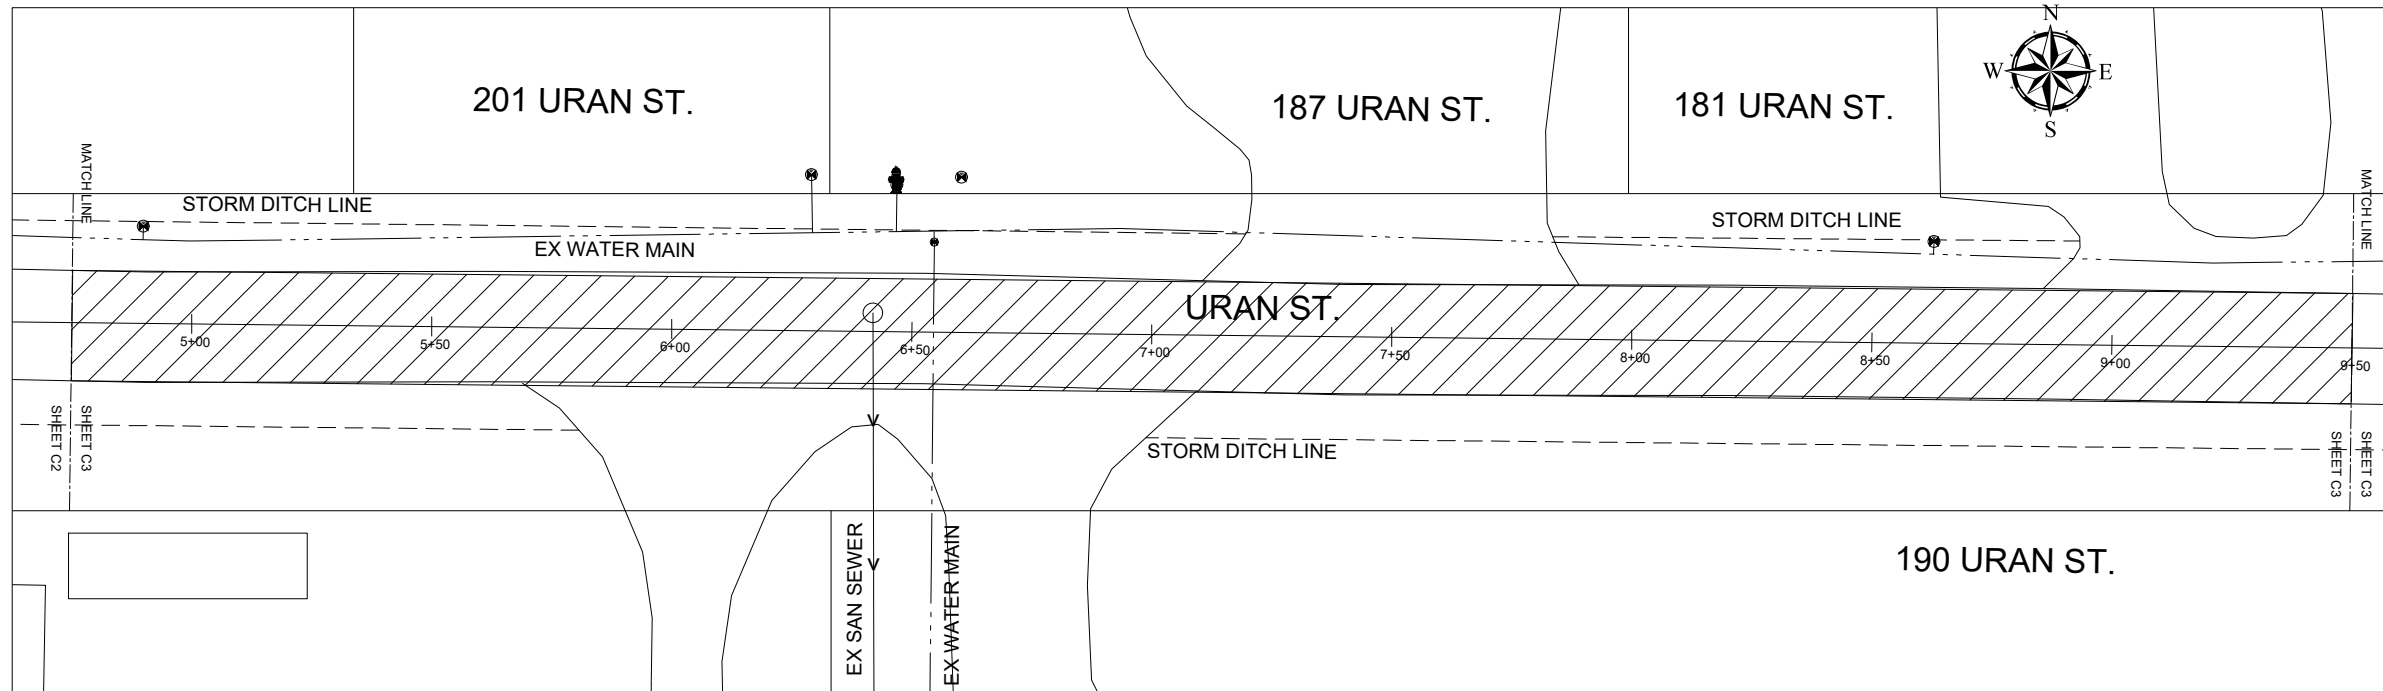 N
W E
S
201 URAN ST.
187 URAN ST.
181 URAN ST.
MATCH LINE
MATCH LINE
STORM DITCH LINE
STORM DITCH LINE
EX WATER MAIN
URAN ST.
5+00
5+50
6+00
6+50
7+00
7+50
8+00
8+50
9+00
9+50
SHEET C2
SHEET C3
STORM DITCH LINE
SHEET C3
SHEET C3
EX SAN SEWER
EX WATER MAIN
190 URAN ST.